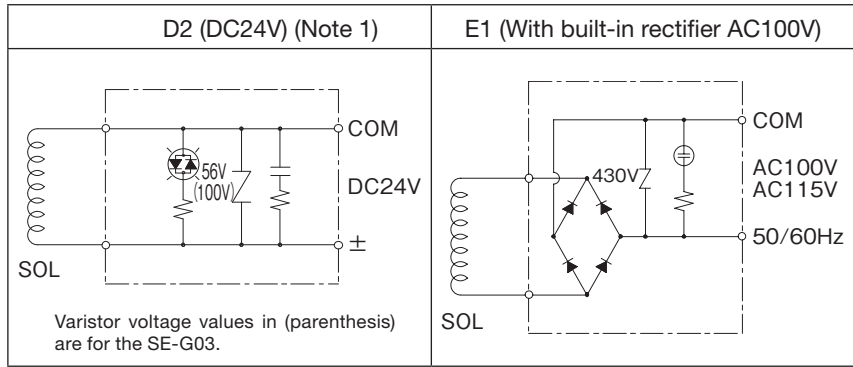 D2 (DC24V) (Note 1)
E1 (With built-in rectifier AC100V)
COM
56V
(100V)
DC24V
±
SOL
Varistor voltage values in (parenthesis)
are for the SE-G03.
COM
430V
AC100V
AC115V
50/60Hz
SOL